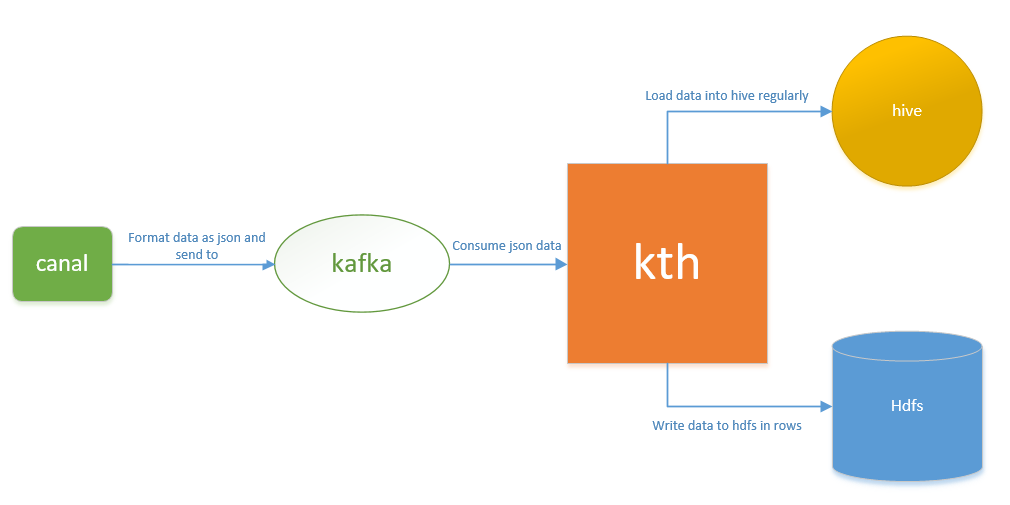 Load data into hive regularly
hive
Format data as json and
send to
canal
kafka
Consume json data
kth
Hdfs
Write data to hdfs in rows